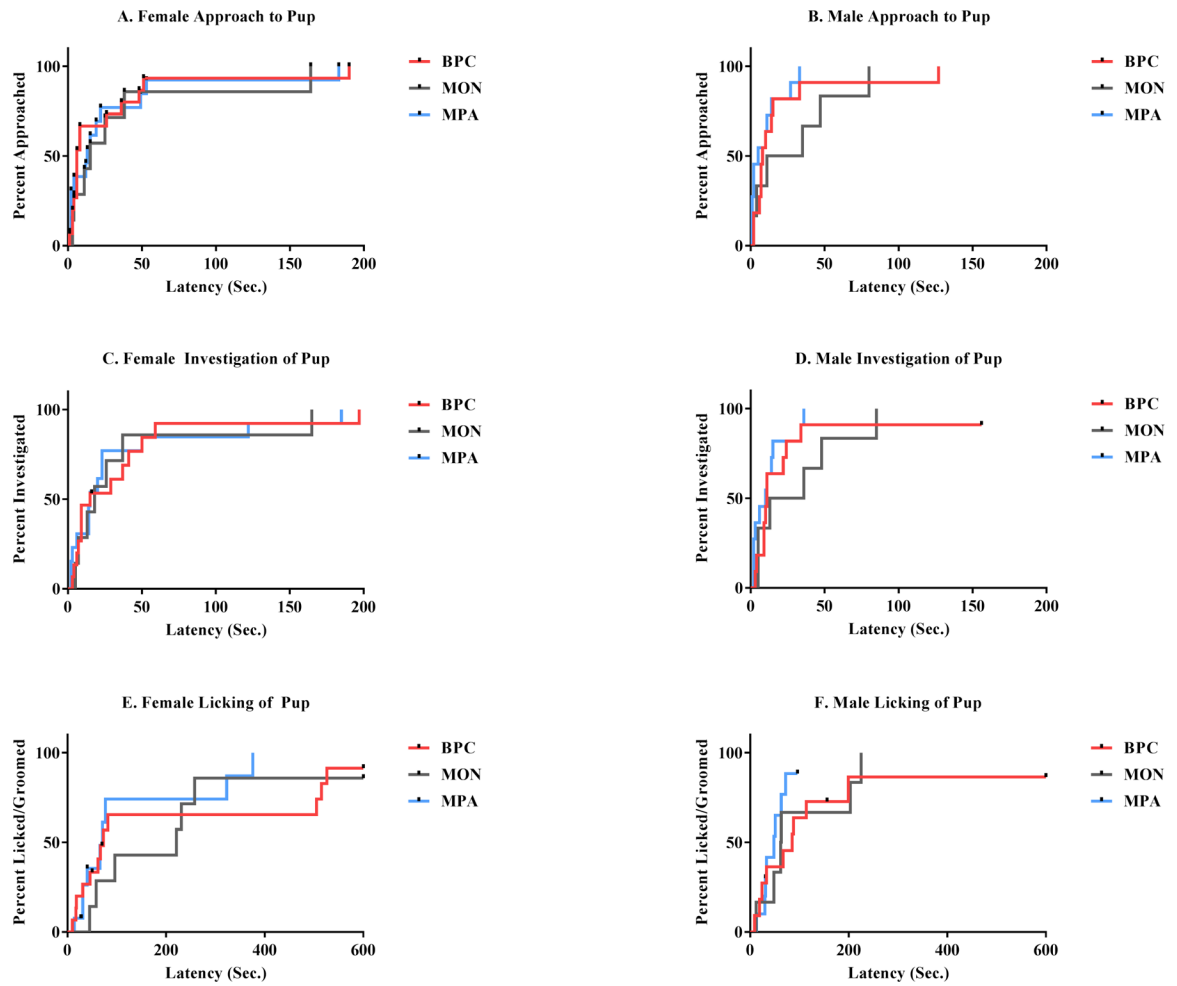 A. Female Approach to Pup
Percent Approached
100
50
0
0 50 100 150 200
Latency (Sec.)
BPC
MON
MPA
B. Male Approach to Pup
Percent Approached
100
50
0
0 50 100 150 200
Latency (Sec.)
BPC
MON
MPA
C. Female Investigation of Pup
Percent Investigated
100
50
0
0 50 100 150 200
Latency (Sec.)
BPC
MON
MPA
D. Male Investigation of Pup
Percent Investigated
100
50
0
0 50 100 150 200
Latency (Sec.)
BPC
MON
MPA
E. Female Licking of Pup
Percent Licked/Groomed
100
50
0
0 200 400 600
Latency (Sec.)
BPC
MON
MPA
F. Male Licking of Pup
Percent Licked/Groomed
100
50
0
0 200 400 600
Latency (Sec.)
BPC
MON
MPA